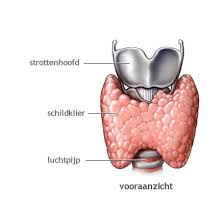 strottenhoofd
schildklier
luchtpijp
vooraanzicht